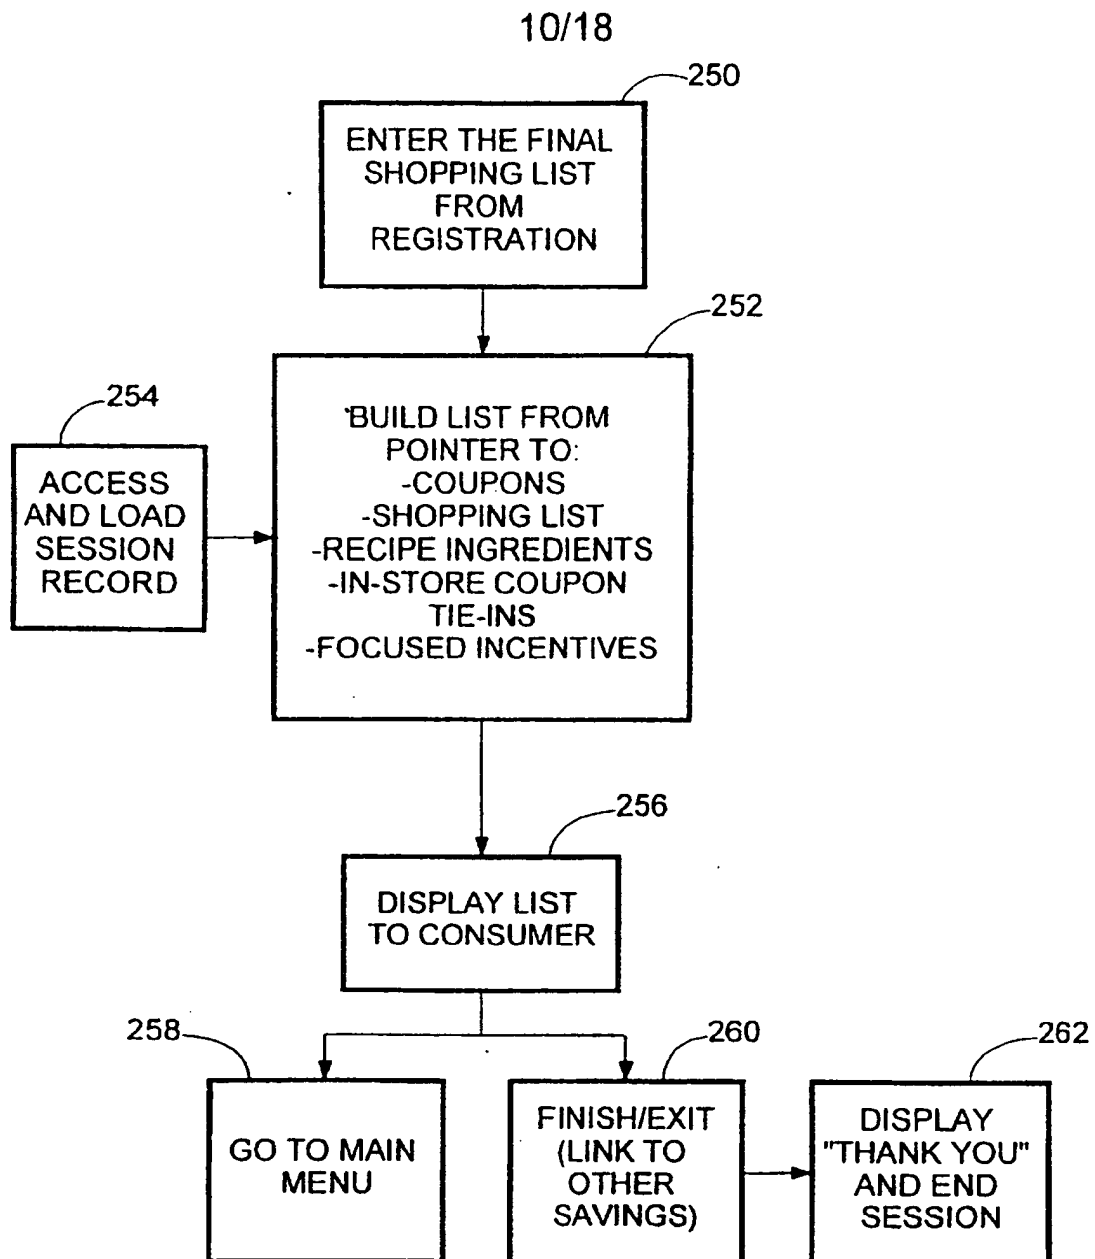 10/18
250
ENTER THE FINAL
SHOPPING LIST
FROM
REGISTRATION
252
254
BUILD LIST FROM
POINTER TO:
-COUPONS
-SHOPPING LIST
-RECIPE INGREDIENTS
-IN-STORE COUPON
TIE-INS
-FOCUSED INCENTIVES
ACCESS
AND LOAD
SESSION
RECORD
256
DISPLAY LIST
TO CONSUMER
258
GO TO MAIN
MENU
260
FINISH/EXIT
(LINK TO
OTHER
SAVINGS)
262
DISPLAY
"THANK YOU"
AND END
SESSION